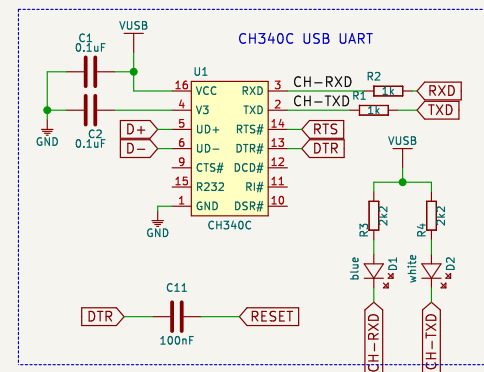 CH340C USB UART
C1
0.1uF
VUSB
C2
0.1uF
GND
U1
16 VCC RXD 3
4 V3 TXD 2
5 UD+ RTS# 14
6 UD- DTR# 13
9 CTS# DCD# 12
15 R232 RI# 11
1 GND DSR# 10
CH340C
D+
D-
GND
CH-RXD
R2
1k
RXD
CH-TXD
R1
1k
TXD
RTS
DTR
VUSB
R3
2k2
R4
2k2
blue
D1
white
D2
CH-RXD
CH-TXD
C11
DTR
RESET
100nF